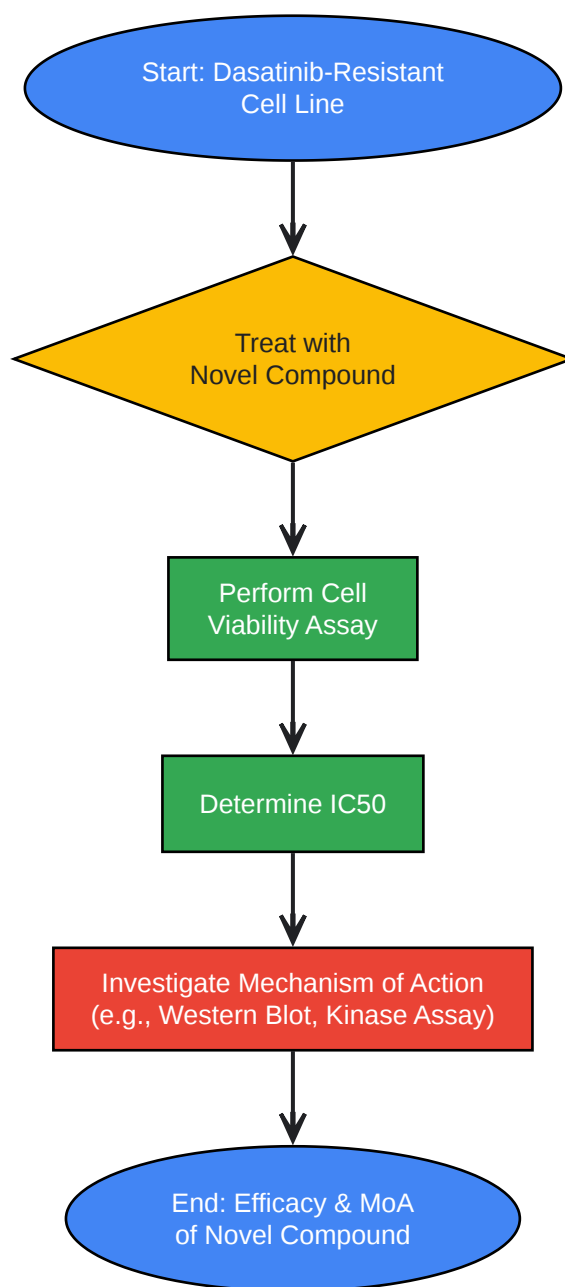 Start: Dasatinib-Resistant
Cell Line
Treat with
Novel Compound
Perform Cell
Viability Assay
Determine IC50
Investigate Mechanism of Action
(e.g., Western Blot, Kinase Assay)
End: Efficacy & MoA
of Novel Compound